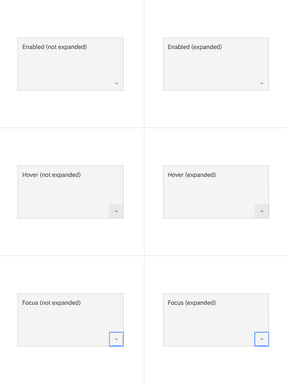 Enabled (not expanded)
Enabled (expanded)
Hover (not expanded)
Hover (expanded)
Focus (not expanded)
Focus (expanded)